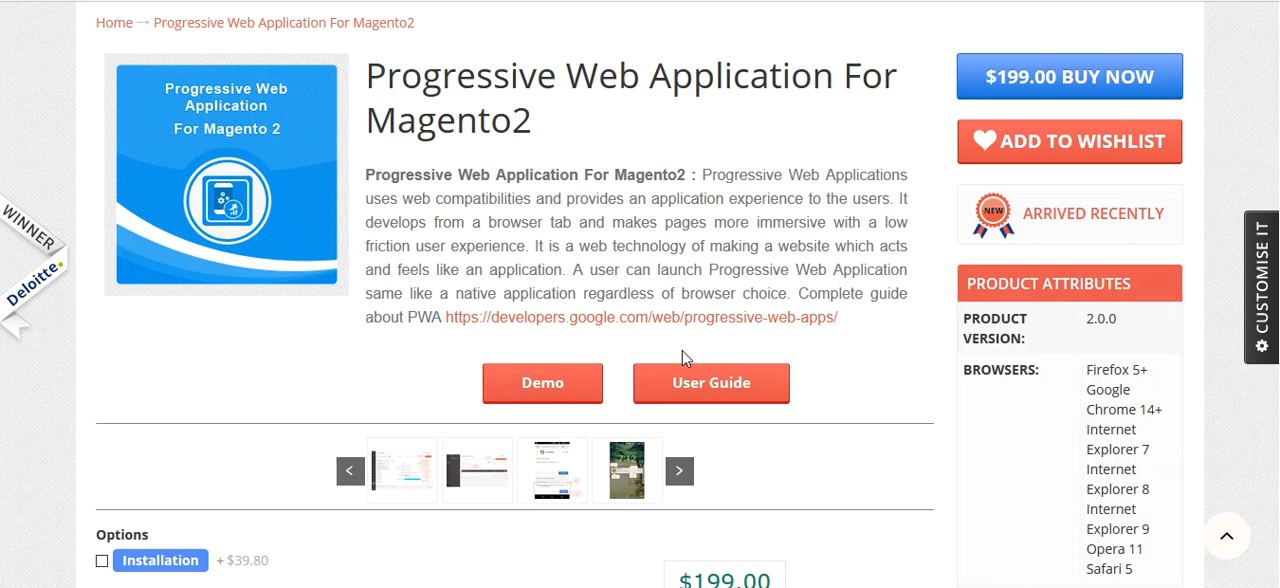 Home → Progressive Web Application For Magento2
Progressive Web
Application
For Magento 2
Progressive Web Application For
Magento2
Progressive Web Application For Magento2 : Progressive Web Applications
uses web compatibilities and provides an application experience to the users. It
develops from a browser tab and makes pages more immersive with a low
friction user experience. It is a web technology of making a website which acts
and feels like an application. A user can launch Progressive Web Application
same like a native application regardless of browser choice. Complete guide
about PWA https://developers.google.com/web/progressive-web-apps/
Demo
User Guide
< >
Options
Installation + $39.80
$199.00
$199.00 BUY NOW
ADD TO WISHLIST
NEW
ARRIVED RECENTLY
PRODUCT ATTRIBUTES
PRODUCT
VERSION:
2.0.0
BROWSERS:
Firefox 5+
Google
Chrome 14+
Internet
Explorer 7
Internet
Explorer 8
Internet
Explorer 9
Opera 11
Safari 5
WINNER
Deloitte.
CUSTOMISE IT